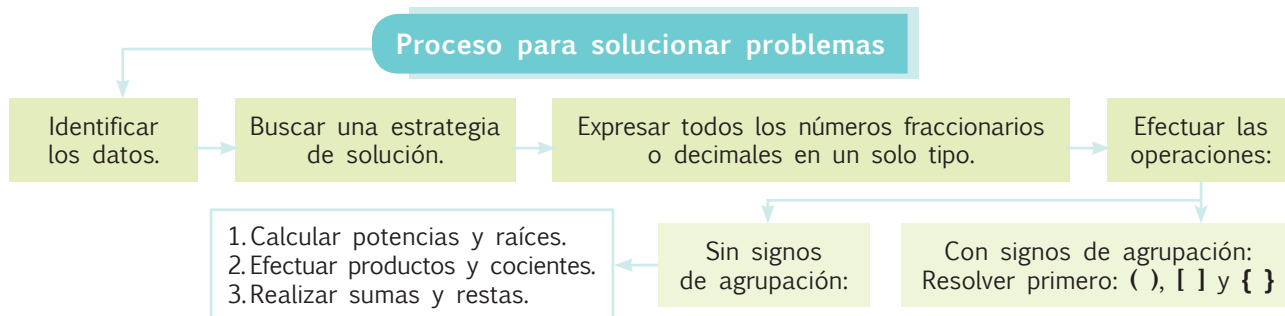 Proceso para solucionar problemas
Identificar
los datos.
Buscar una estrategia
de solución.
Expresar todos los números fraccionarios
o decimales en un solo tipo.
Efectuar las
operaciones:
1. Calcular potencias y raíces.
2. Efectuar productos y cocientes.
3. Realizar sumas y restas.
Sin signos
de agrupación:
Con signos de agrupación:
Resolver primero: ( ), [ ] y { }